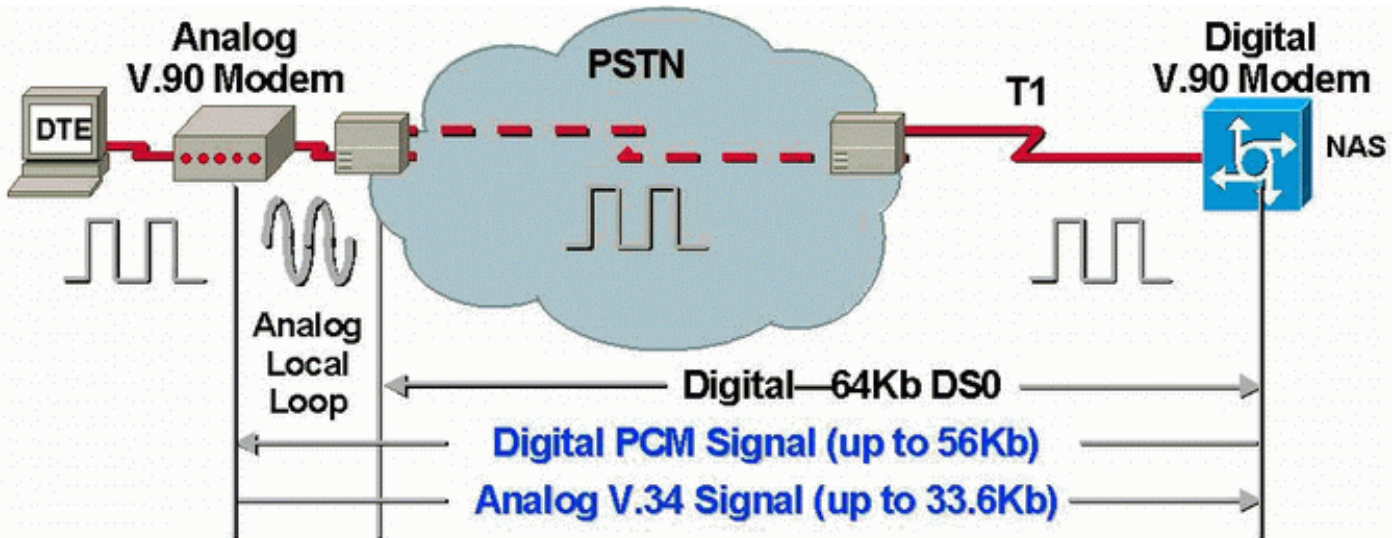 Analog
V.90 Modem
PSTN
Digital
V.90 Modem
T1
DTE
NAS
Analog
Local
Loop
Digital—64Kb DS0
Digital PCM Signal (up to 56Kb)
Analog V.34 Signal (up to 33.6Kb)